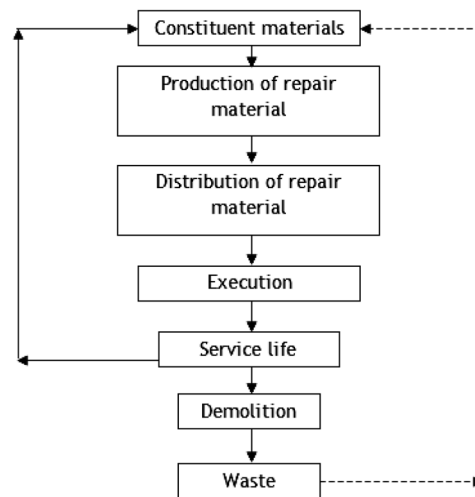 Constituent materials
Production of repair
material
Distribution of repair
material
Execution
Service life
Demolition
Waste